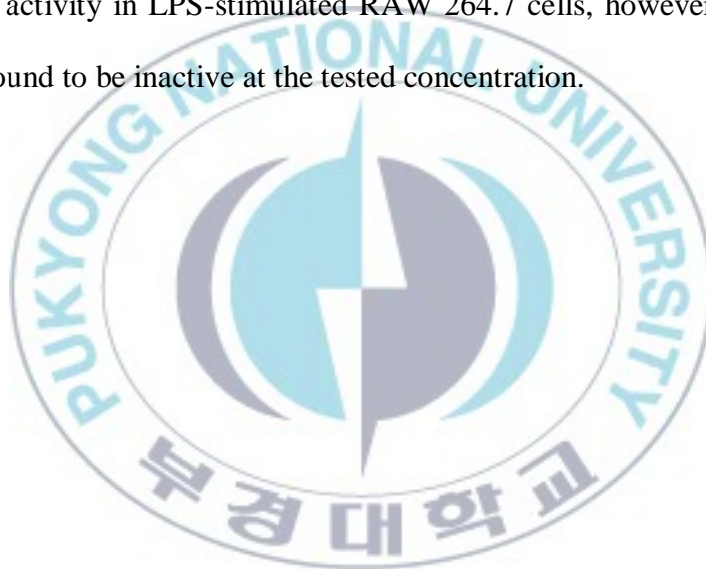 activity in LPS-stimulated RAW 264.7 cells, however
ound to be inactive at the tested concentration.
PUKYONG NATIONAL UNIVERSITY
부경대학교